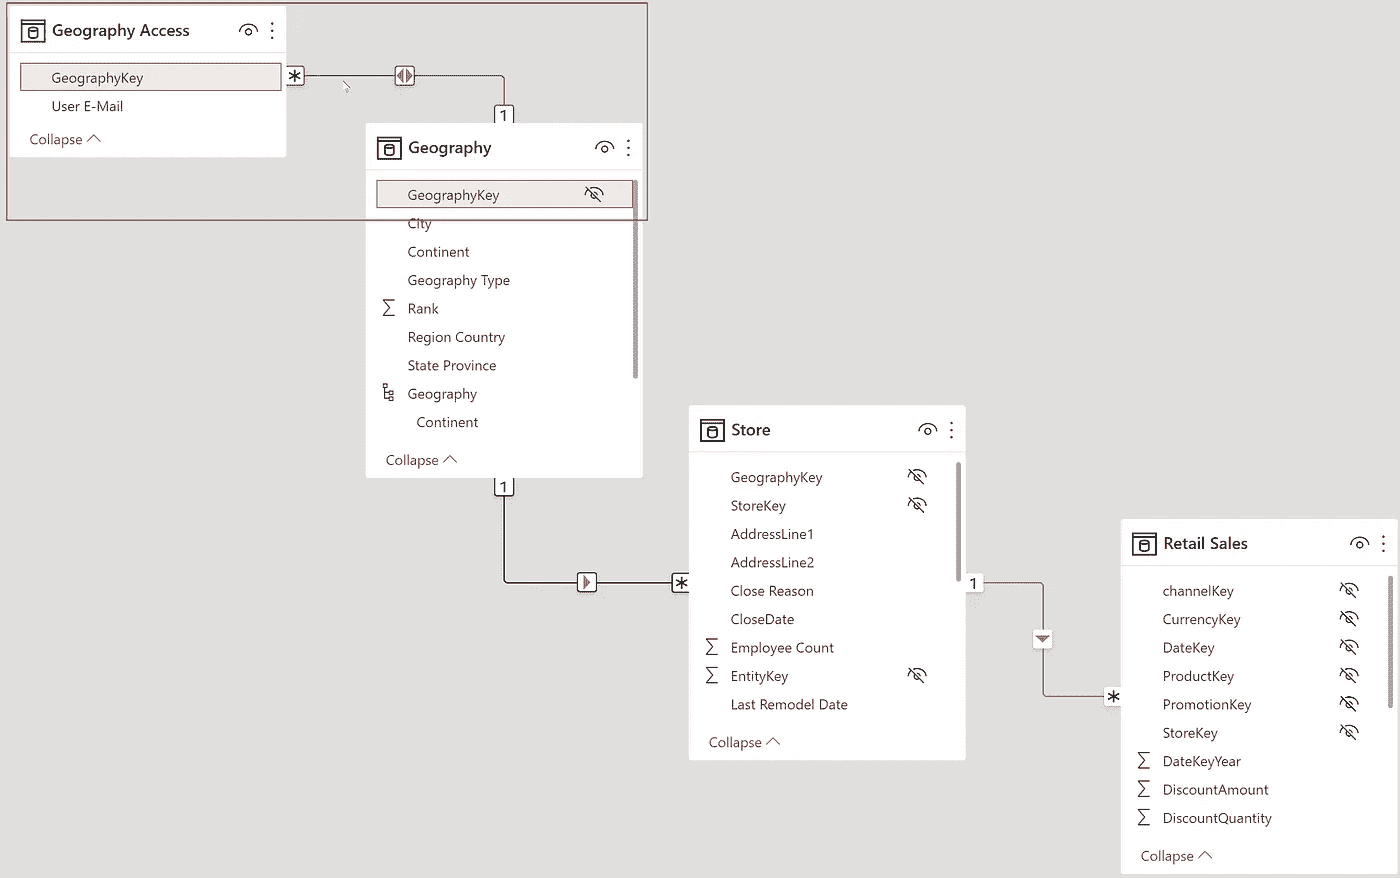 Geography Access
GeographyKey
User E-Mail
Collapse
*
1
Geography
GeographyKey
City
Continent
Geography Type
Rank
Region Country
State Province
Geography
Continent
Collapse
1
*
Store
GeographyKey
StoreKey
AddressLine1
AddressLine2
Close Reason
CloseDate
Employee Count
EntityKey
Last Remodel Date
Collapse
1
*
Retail Sales
channelKey
CurrencyKey
DateKey
ProductKey
PromotionKey
StoreKey
DateKeyYear
DiscountAmount
DiscountQuantity
Collapse